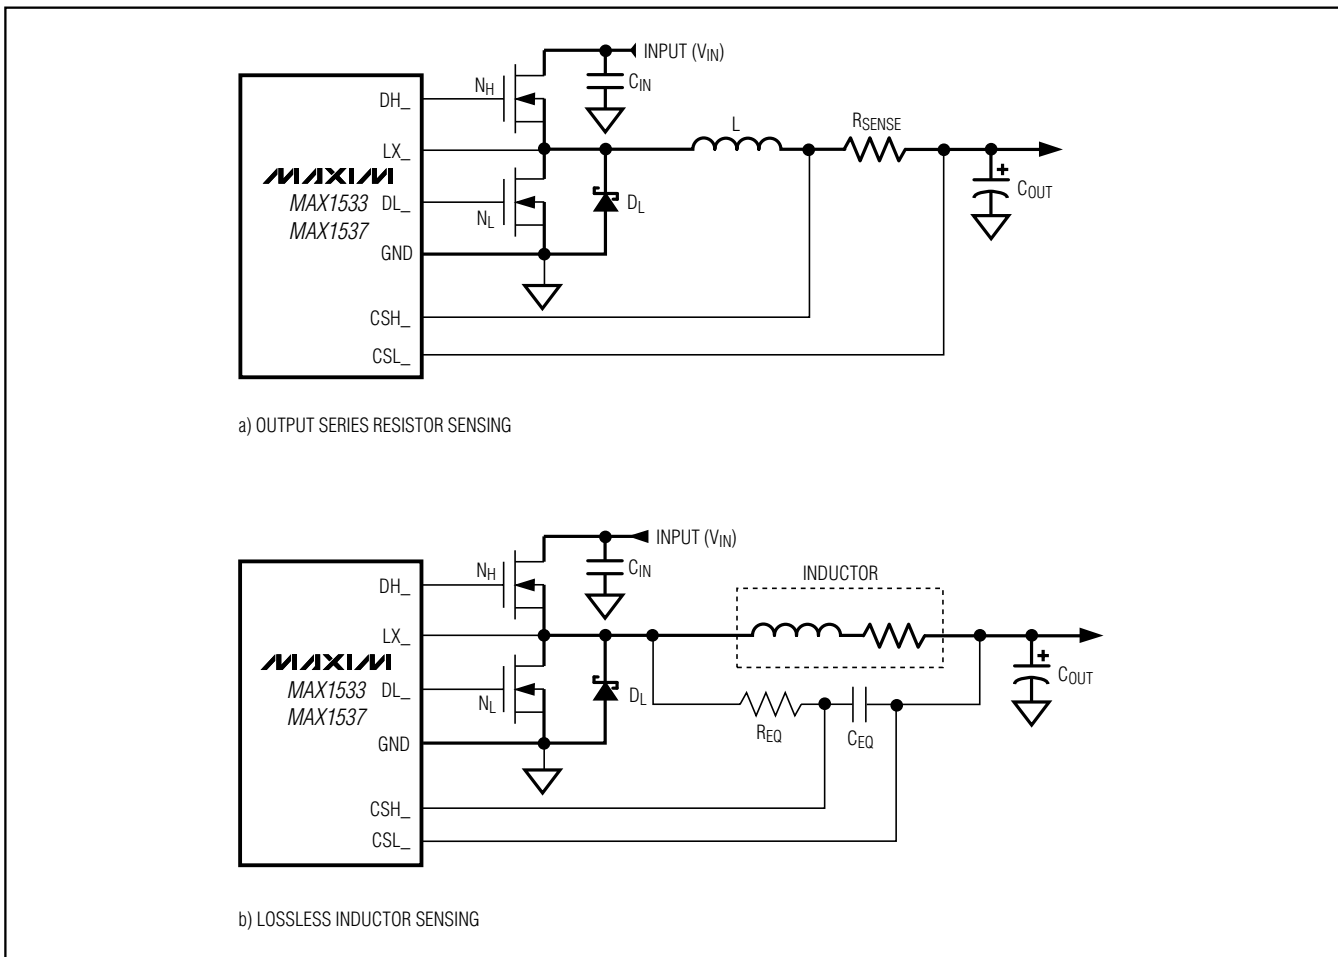 INPUT (VIN)
CIN
NH
DH_
L
RSENSE
LX_
MAXIM
MAX1533
MAX1537
DL_
NL
DL
+
COUT
GND
CSH_
CSL_
a) OUTPUT SERIES RESISTOR SENSING
INPUT (VIN)
CIN
NH
DH_
INDUCTOR
LX_
MAXIM
MAX1533
MAX1537
DL_
NL
DL
+
COUT
REQ
CEQ
GND
CSH_
CSL_
b) LOSSLESS INDUCTOR SENSING